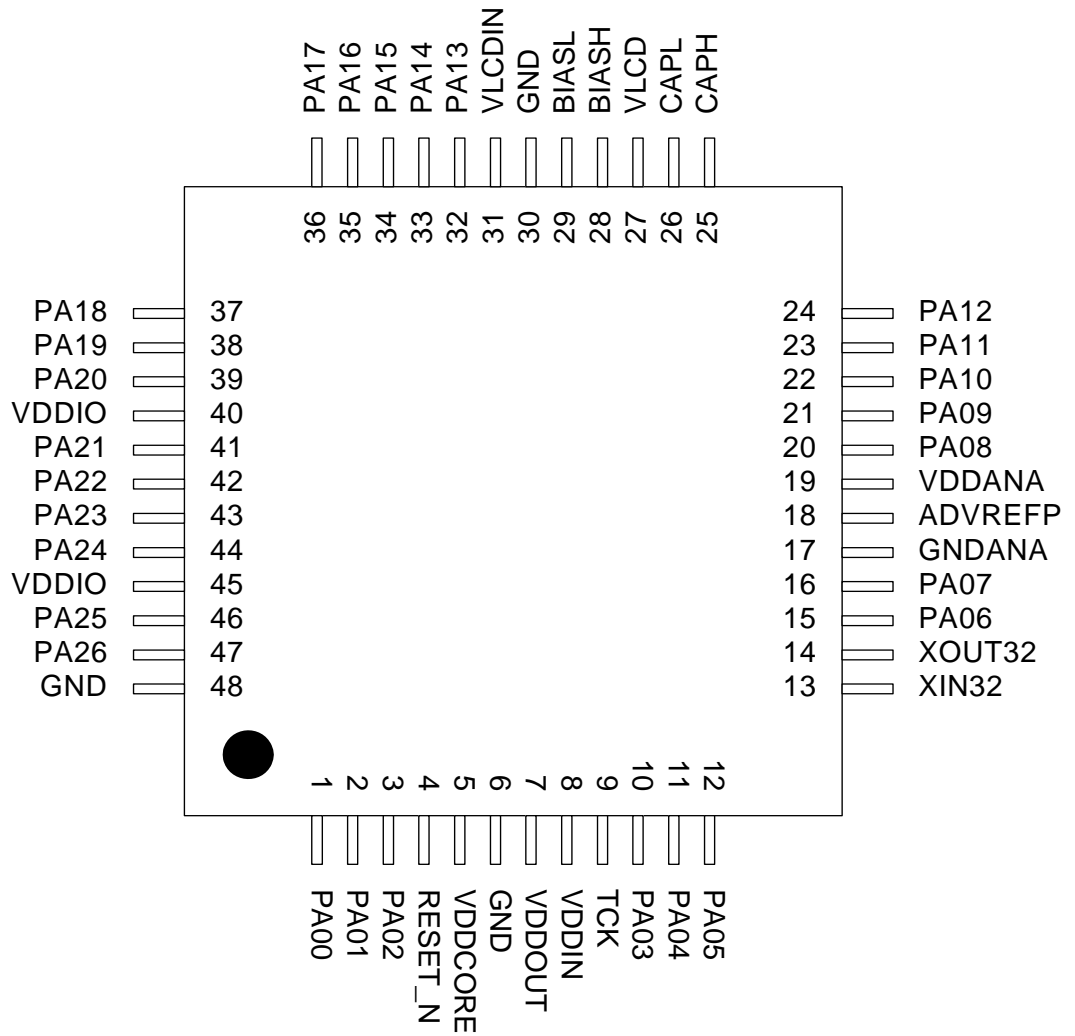 PA17
PA16
PA15
PA14
PA13
VLCDIN
GND
BIASL
BIASH
VLCD
CAPL
CAPH
36
35
34
33
32
31
30
29
28
27
26
25
PA18 37
PA19 38
PA20 39
VDDIO 40
PA21 41
PA22 42
PA23 43
PA24 44
VDDIO 45
PA25 46
PA26 47
GND 48
24 PA12
23 PA11
22 PA10
21 PA09
20 PA08
19 VDDANA
18 ADVREFP
17 GNDANA
16 PA07
15 PA06
14 XOUT32
13 XIN32
1
2
3
4
5
6
7
8
9
10
11
12
PA00
PA01
PA02
RESET_N
VDDCORE
GND
VDDOUT
VDDIN
TCK
PA03
PA04
PA05